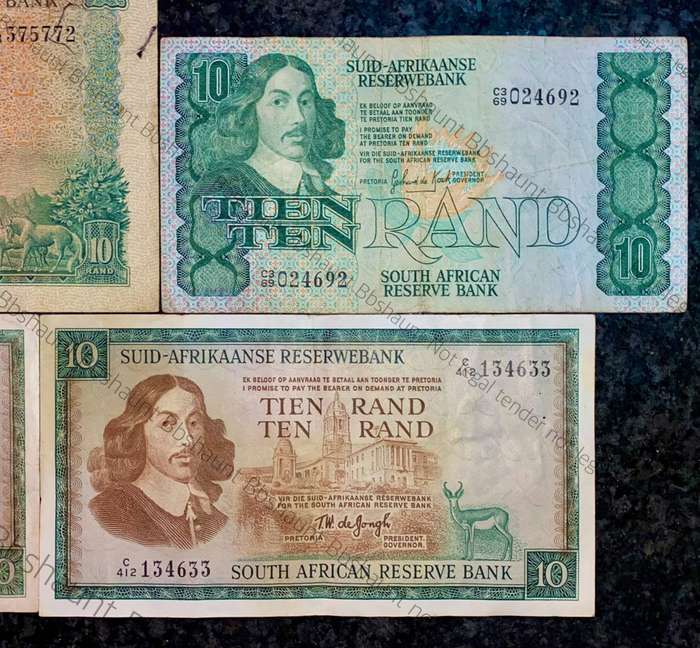 BANK
375772
10
RAND
10
SUID-AFRIKAANSE
RESERWEBANK
C3
69 024692
EK BELOOF OP AANVRAAG
TE BETAAL AAN TOONDER
TE PRETORIA TIEN RAND
I PROMISE TO PAY
THE BEARER ON DEMAND
AT PRETORIA TEN RAND
VIR DIE SUID-AFRIKAANSE RESERWEBANK
FOR THE SOUTH AFRICAN RESERVE BANK
PRETORIA
PRESIDENT
GOVERNOR.
TIEN
TEN RAND
C3
69 024692
SOUTH AFRICAN
RESERVE BANK
10
10
SUID-AFRIKAANSE RESERWEBANK
C
412 134633
EK BELOOF OP AANVRAAG TE BETAAL AAN TOONDER TE PRETORIA
I PROMISE TO PAY THE BEARER ON DEMAND AT PRETORIA
TIEN RAND
TEN RAND
VIR DIE SUID-AFRIKAANSE RESERWEBANK
FOR THE SOUTH AFRICAN RESERVE BANK
T.W. de Jongh
PRETORIA
PRESIDENT.
GOVERNOR.
C
412 134633
SOUTH AFRICAN RESERVE BANK
10
Bbshaunt Not legal tender